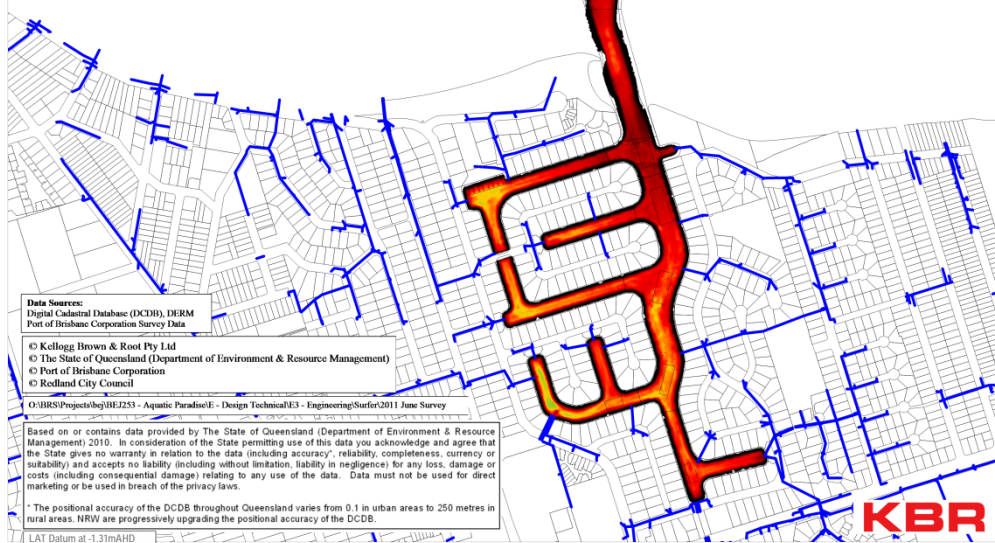 Data Sources:
Digital Cadastral Database (DCDB), DERM
Port of Brisbane Corporation Survey Data
© Kellogg Brown & Root Pty Ltd
© The State of Queensland (Department of Environment & Resource Management)
© Port of Brisbane Corporation
© Redland City Council
O:\BRS\Projects\bej\BEJ253 - Aquatic Paradise\E - Design Technical\E3 - Engineering\Surfer\2011 June Survey
Based on or contains data provided by The State of Queensland (Department of Environment & Resource
Management) 2010. In consideration of the State permitting use of this data you acknowledge and agree that
the State gives no warranty in relation to the data (including accuracy*, reliability, completeness, currency or
suitability) and accepts no liability (including without limitation, liability in negligence) for any loss, damage or
costs (including consequential damage) relating to any use of the data. Data must not be used for direct
marketing or be used in breach of the privacy laws.
* The positional accuracy of the DCDB throughout Queensland varies from 0.1 in urban areas to 250 metres in
rural areas. NRW are progressively upgrading the positional accuracy of the DCDB.
LAT Datum at -1.31mAHD
KBR